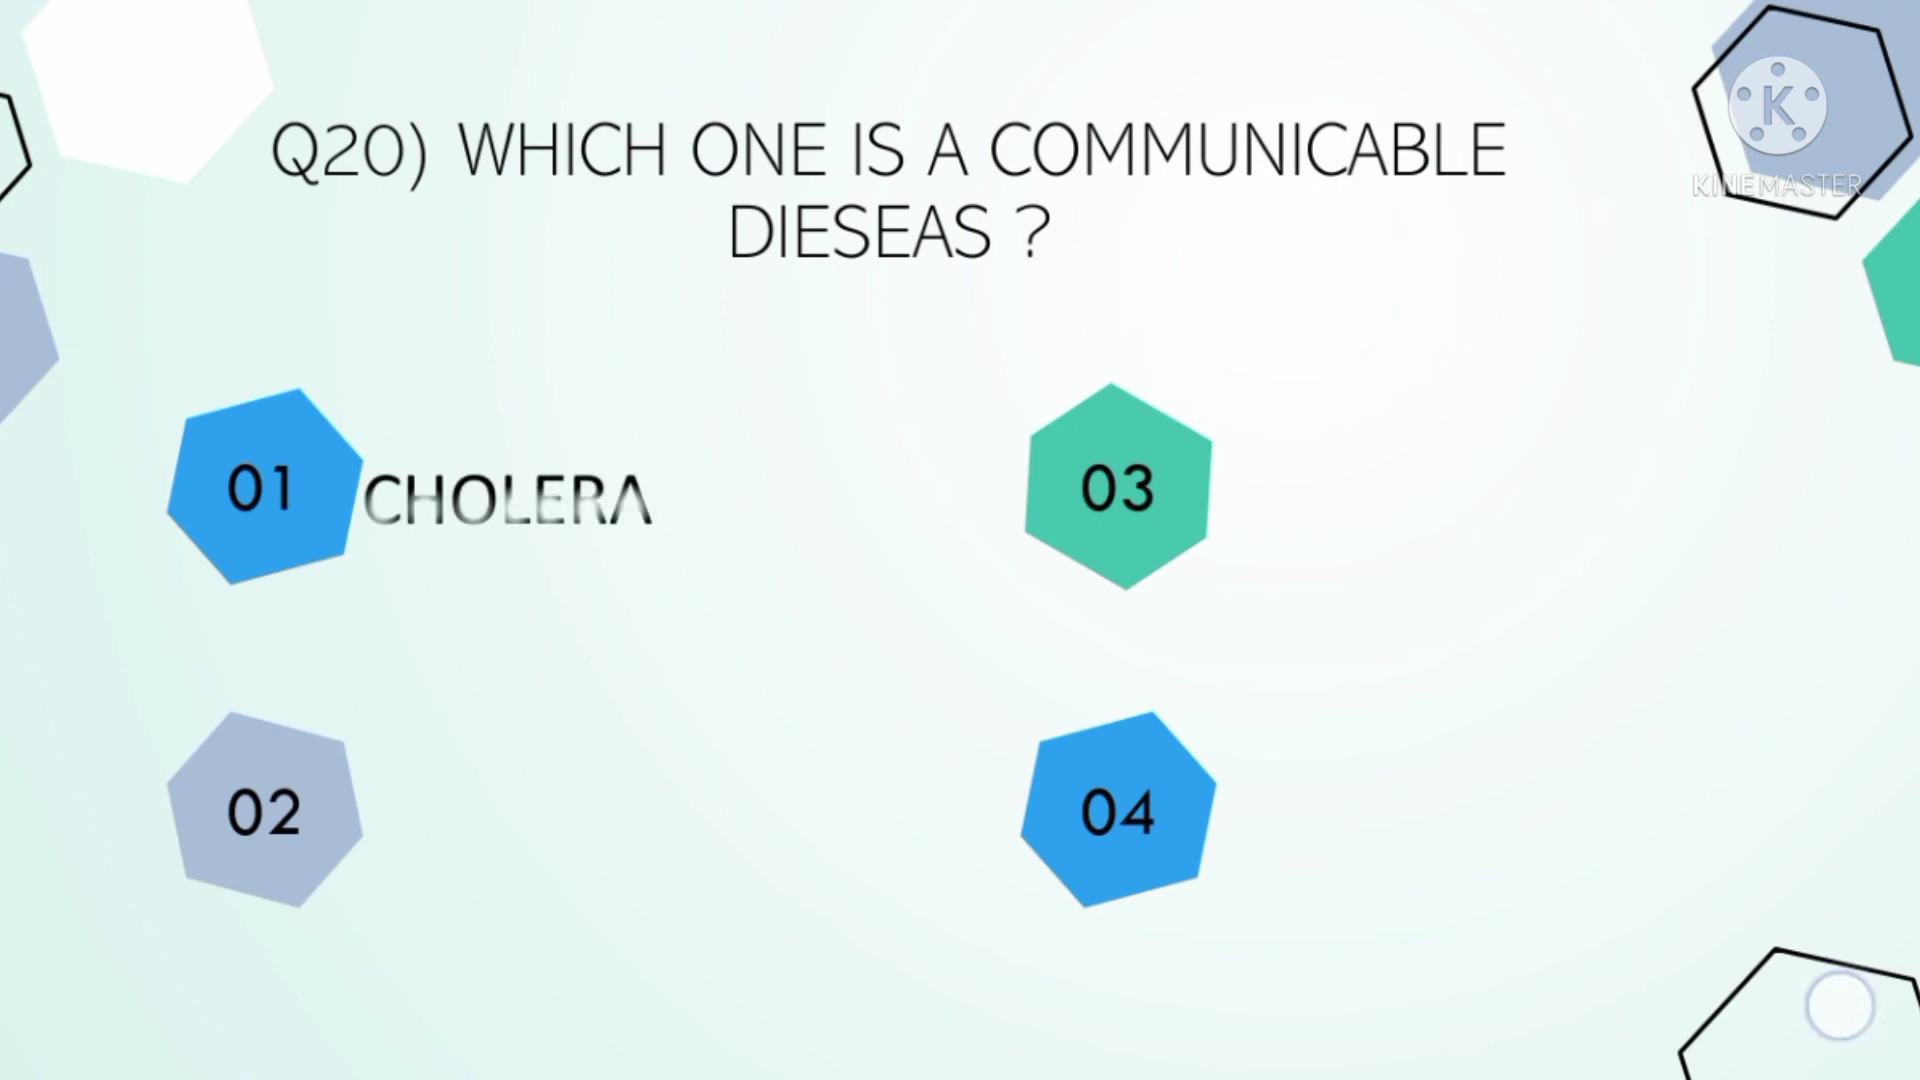 Q20) WHICH ONE IS A COMMUNICABLE
DIESEAS ?
01 CHOLERA
03
02
04
K
KINEMASTER